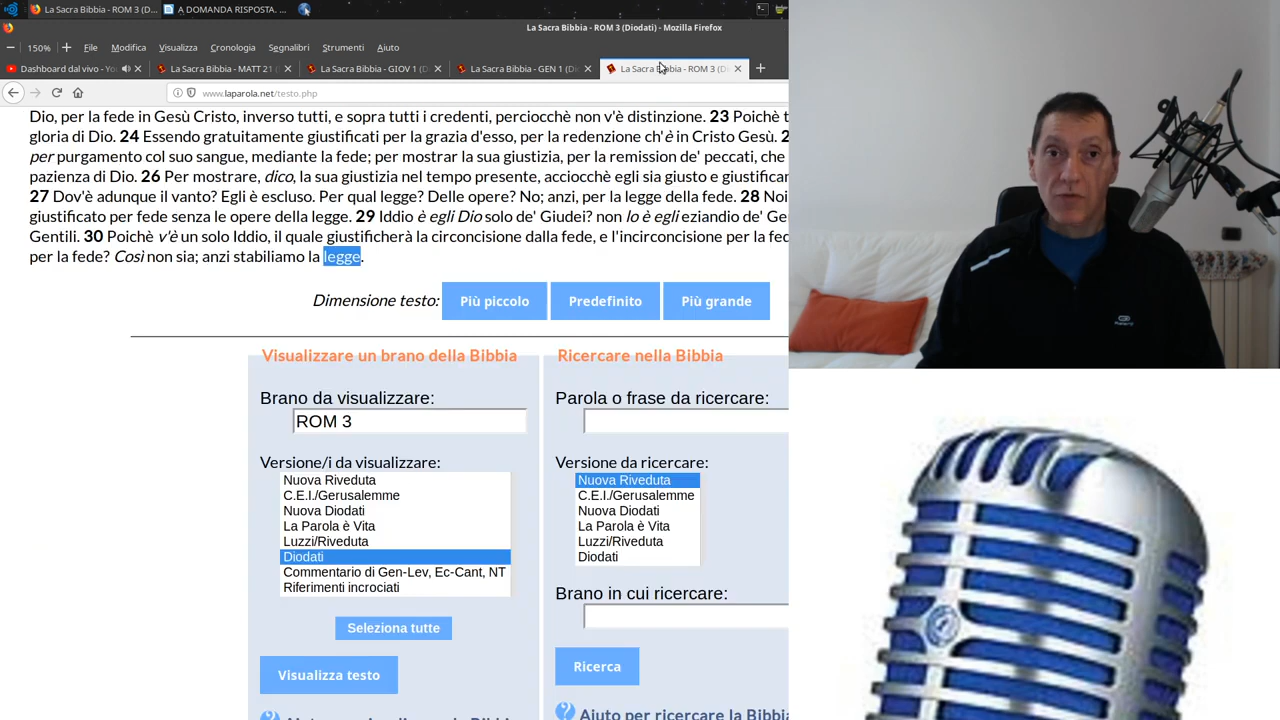 La Sacra Bibbia - ROM 3 (D...
A DOMANDA RISPOSTA. ...
La Sacra Bibbia - ROM 3 (Diodati) - Mozilla Firefox
150%
File Modifica Visualizza Cronologia Segnalibri Strumenti Aiuto
Dashboard dal vivo - Yo
La Sacra Bibbia - MATT 21 (
La Sacra Bibbia - GIOV 1 (D
La Sacra Bibbia - GEN 1 (Di
La Sacra Bibbia - ROM 3 (D
www.laparola.net/testo.php
Dio, per la fede in Gesù Cristo, inverso tutti, e sopra tutti i credenti, perciocchè non v'è distinzione. 23 Poichè t
gloria di Dio. 24 Essendo gratuitamente giustificati per la grazia d'esso, per la redenzione ch'è in Cristo Gesù. 2
per purgamento col suo sangue, mediante la fede; per mostrar la sua giustizia, per la remission de' peccati, che
pazienza di Dio. 26 Per mostrare, dico, la sua giustizia nel tempo presente, acciocchè egli sia giusto e giustifican
27 Dov'è adunque il vanto? Egli è escluso. Per qual legge? Delle opere? No; anzi, per la legge della fede. 28 Noi
giustificato per fede senza le opere della legge. 29 Iddio è egli Dio solo de' Giudei? non lo è egli eziandio de' Ge
Gentili. 30 Poichè v'è un solo Iddio, il quale giustificherà la circoncisione dalla fede, e l'incirconcisione per la fed
per la fede? Così non sia; anzi stabiliamo la legge.
Dimensione testo: Più piccolo Predefinito Più grande
Visualizzare un brano della Bibbia
Brano da visualizzare:
ROM 3
Versione/i da visualizzare:
Nuova Riveduta
C.E.I./Gerusalemme
Nuova Diodati
La Parola è Vita
Luzzi/Riveduta
Diodati
Commentario di Gen-Lev, Ec-Cant, NT
Riferimenti incrociati
Seleziona tutte
Visualizza testo
Ricercare nella Bibbia
Parola o frase da ricercare:
Versione da ricercare:
Nuova Riveduta
C.E.I./Gerusalemme
Nuova Diodati
La Parola è Vita
Luzzi/Riveduta
Diodati
Brano in cui ricercare:
Ricerca
Aiuto per ricercare la Bibbia